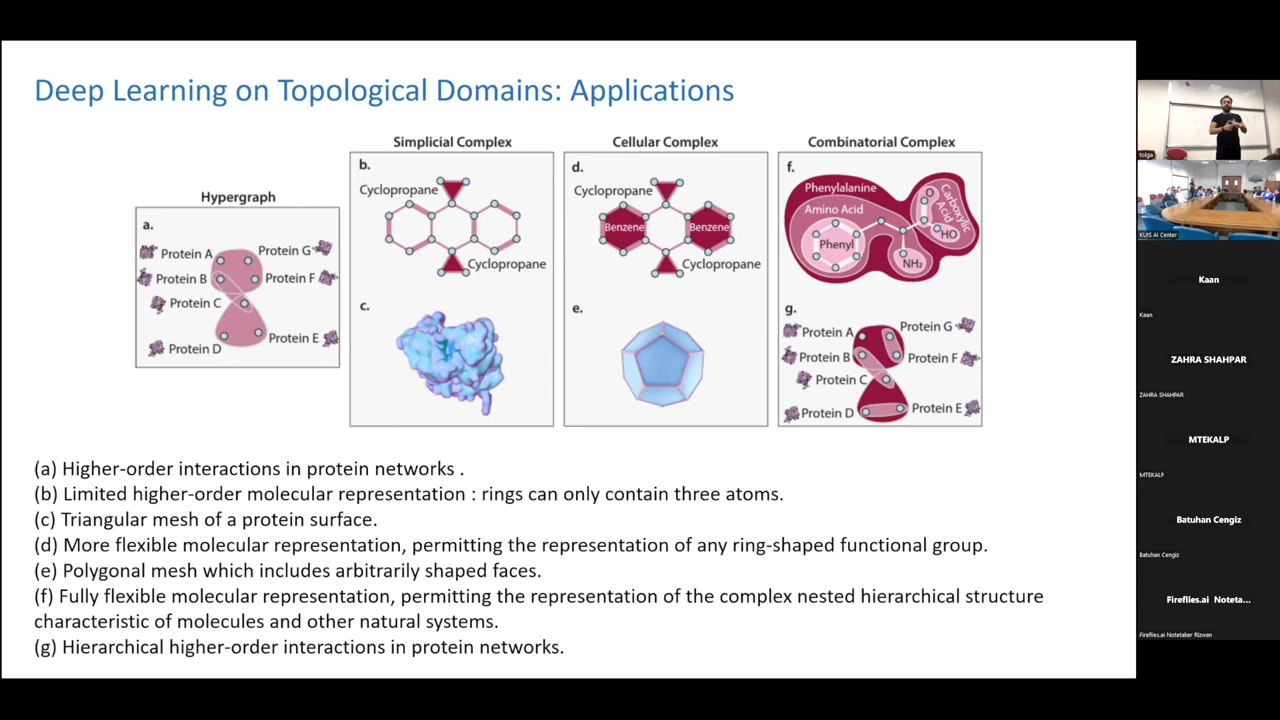 Deep Learning on Topological Domains: Applications
Hypergraph
a.
Protein A
Protein G
Protein B
Protein F
Protein C
Protein E
Protein D
Simplicial Complex
b.
Cyclopropane
Cyclopropane
c.
Cellular Complex
d.
Cyclopropane
Benzene
Benzene
Cyclopropane
e.
Combinatorial Complex
f.
Phenylalanine
Amino Acid
Phenyl
O
Carboxylic
Acid
HO
NH₂
g.
Protein A
Protein G
Protein B
Protein F
Protein C
Protein D
Protein E
(a) Higher-order interactions in protein networks .
(b) Limited higher-order molecular representation : rings can only contain three atoms.
(c) Triangular mesh of a protein surface.
(d) More flexible molecular representation, permitting the representation of any ring-shaped functional group.
(e) Polygonal mesh which includes arbitrarily shaped faces.
(f) Fully flexible molecular representation, permitting the representation of the complex nested hierarchical structure
characteristic of molecules and other natural systems.
(g) Hierarchical higher-order interactions in protein networks.
tolga
KUIS AI Center
Kaan
Kaan
ZAHRA SHAHPAR
ZAHRA SHAHPAR
MTEKALP
MTEKALP
Batuhan Cengiz
Batuhan Cengiz
Fireflies.ai Noteta...
Fireflies.ai Notetaker Rizwan